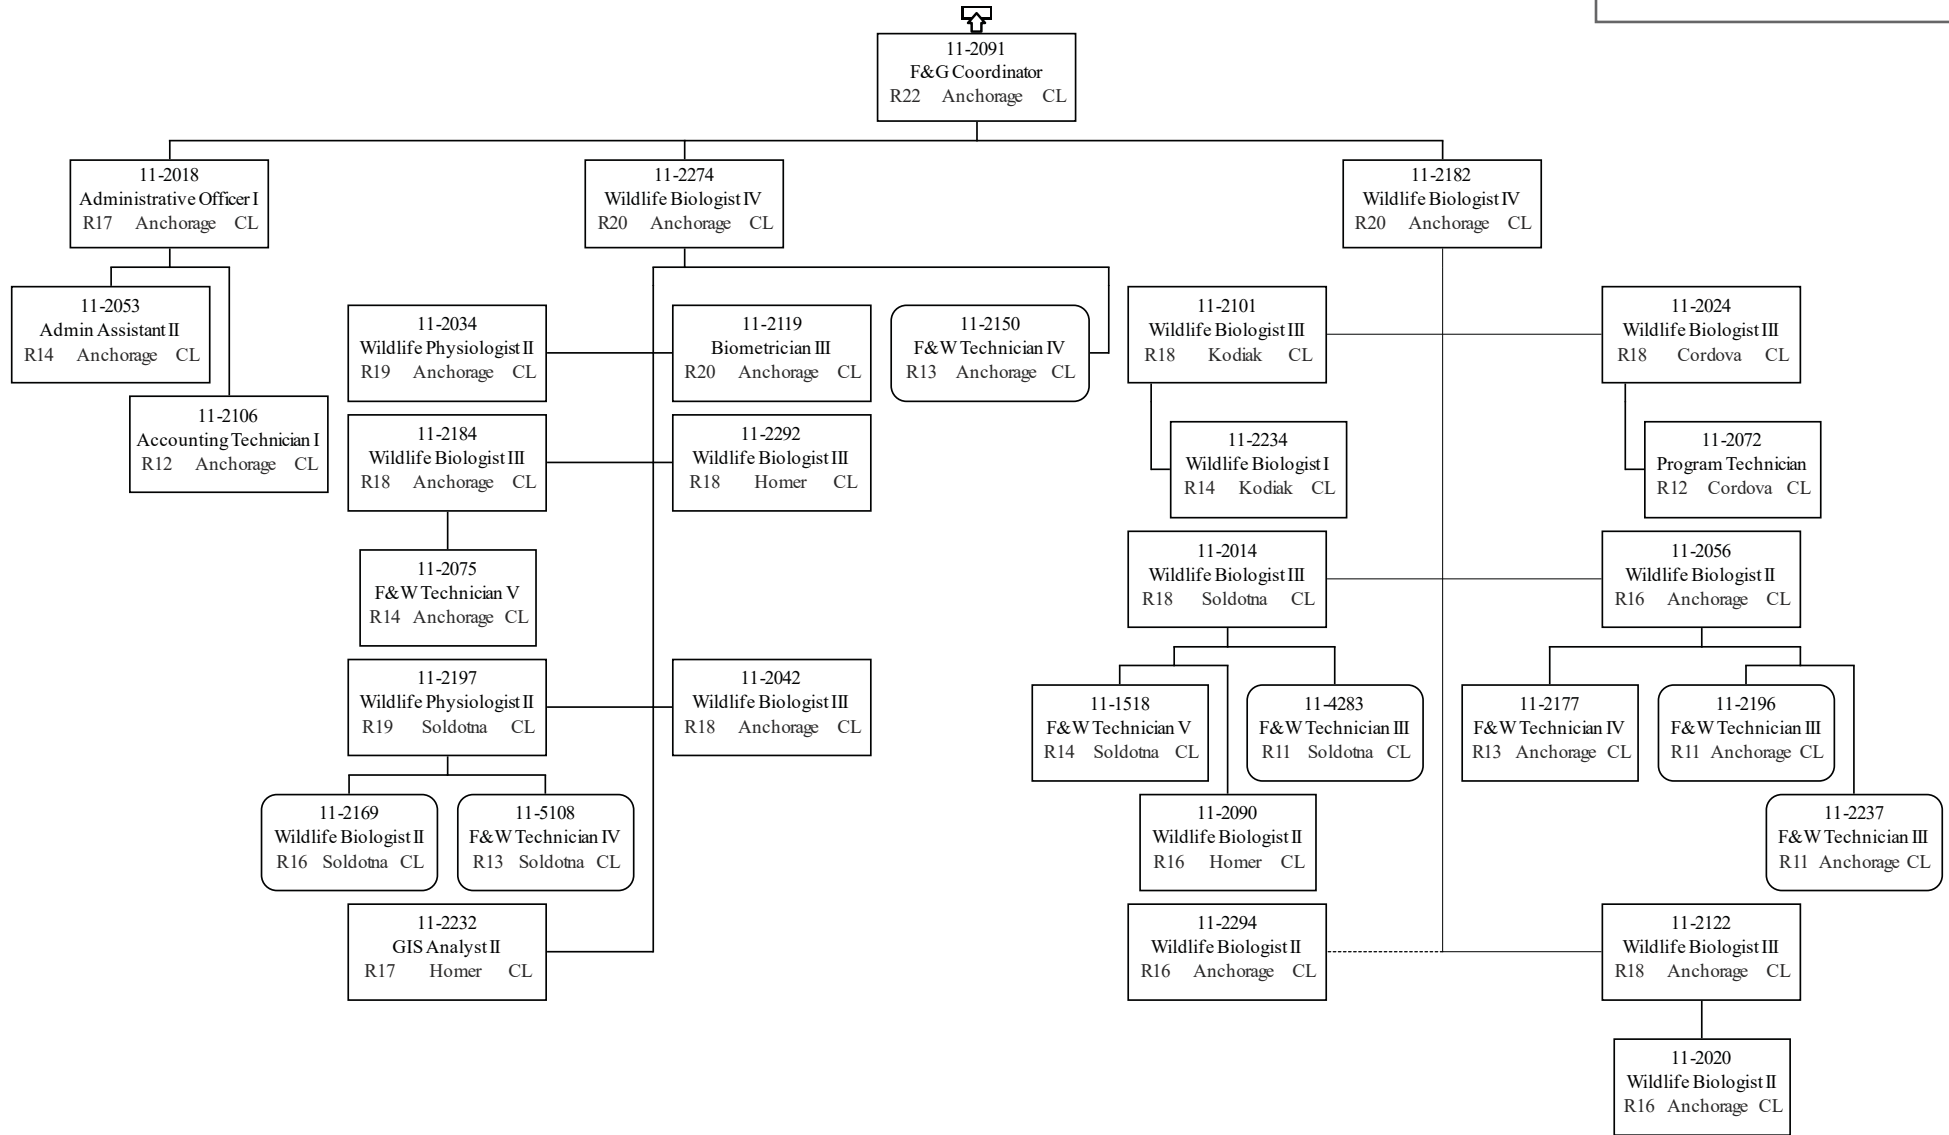 11-2091
F&G Coordinator
R22 Anchorage CL
11-2018
Administrative Officer I
R17 Anchorage CL
11-2274
Wildlife Biologist IV
R20 Anchorage CL
11-2182
Wildlife Biologist IV
R20 Anchorage CL
11-2053
Admin Assistant II
R14 Anchorage CL
11-2106
Accounting Technician I
R12 Anchorage CL
11-2034
Wildlife Physiologist II
R19 Anchorage CL
11-2119
Biometrician III
R20 Anchorage CL
11-2150
F&W Technician IV
R13 Anchorage CL
11-2184
Wildlife Biologist III
R18 Anchorage CL
11-2292
Wildlife Biologist III
R18 Homer CL
11-2075
F&W Technician V
R14 Anchorage CL
11-2197
Wildlife Physiologist II
R19 Soldotna CL
11-2042
Wildlife Biologist III
R18 Anchorage CL
11-2169
Wildlife Biologist II
R16 Soldotna CL
11-5108
F&W Technician IV
R13 Soldotna CL
11-2232
GIS Analyst II
R17 Homer CL
11-2101
Wildlife Biologist III
R18 Kodiak CL
11-2024
Wildlife Biologist III
R18 Cordova CL
11-2234
Wildlife Biologist I
R14 Kodiak CL
11-2072
Program Technician
R12 Cordova CL
11-2014
Wildlife Biologist III
R18 Soldotna CL
11-2056
Wildlife Biologist II
R16 Anchorage CL
11-1518
F&W Technician V
R14 Soldotna CL
11-4283
F&W Technician III
R11 Soldotna CL
11-2177
F&W Technician IV
R13 Anchorage CL
11-2196
F&W Technician III
R11 Anchorage CL
11-2090
Wildlife Biologist II
R16 Homer CL
11-2237
F&W Technician III
R11 Anchorage CL
11-2294
Wildlife Biologist II
R16 Anchorage CL
11-2122
Wildlife Biologist III
R18 Anchorage CL
11-2020
Wildlife Biologist II
R16 Anchorage CL